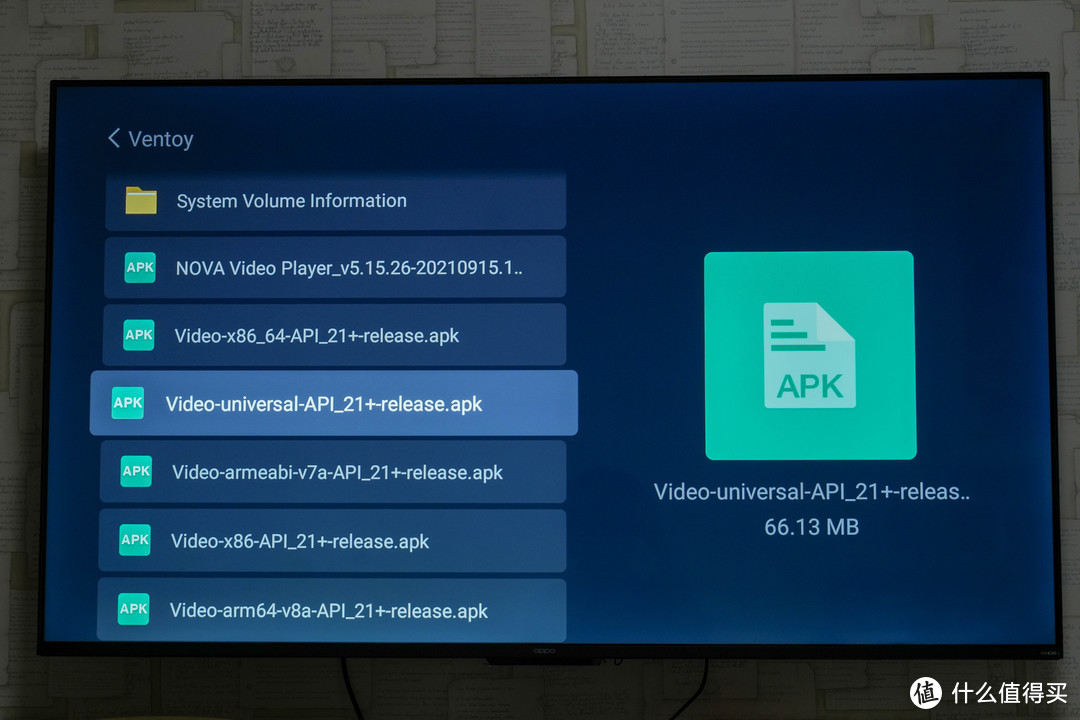 Ventoy
System Volume Information
APK NOVA Video Player_v5.15.26-20210915.1..
APK Video-x86_64-API_21+-release.apk
APK Video-universal-API_21+-release.apk
APK Video-armeabi-v7a-API_21+-release.apk
APK Video-x86-API_21+-release.apk
APK Video-arm64-v8a-API_21+-release.apk
APK
Video-universal-API_21+-releas..
66.13 MB
oppo
值 什么值得买